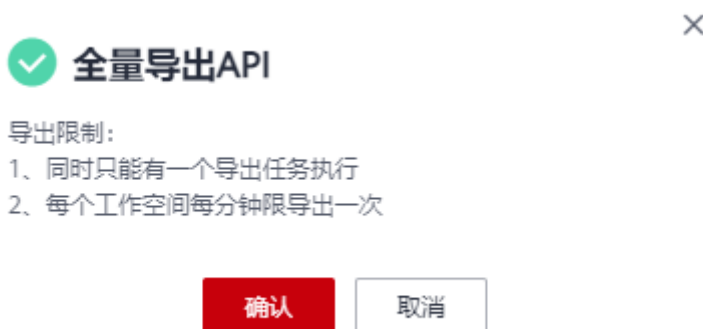 全量导出API
导出限制：
1、同时只能有一个导出任务执行
2、每个工作空间每分钟限导出一次
确认
取消